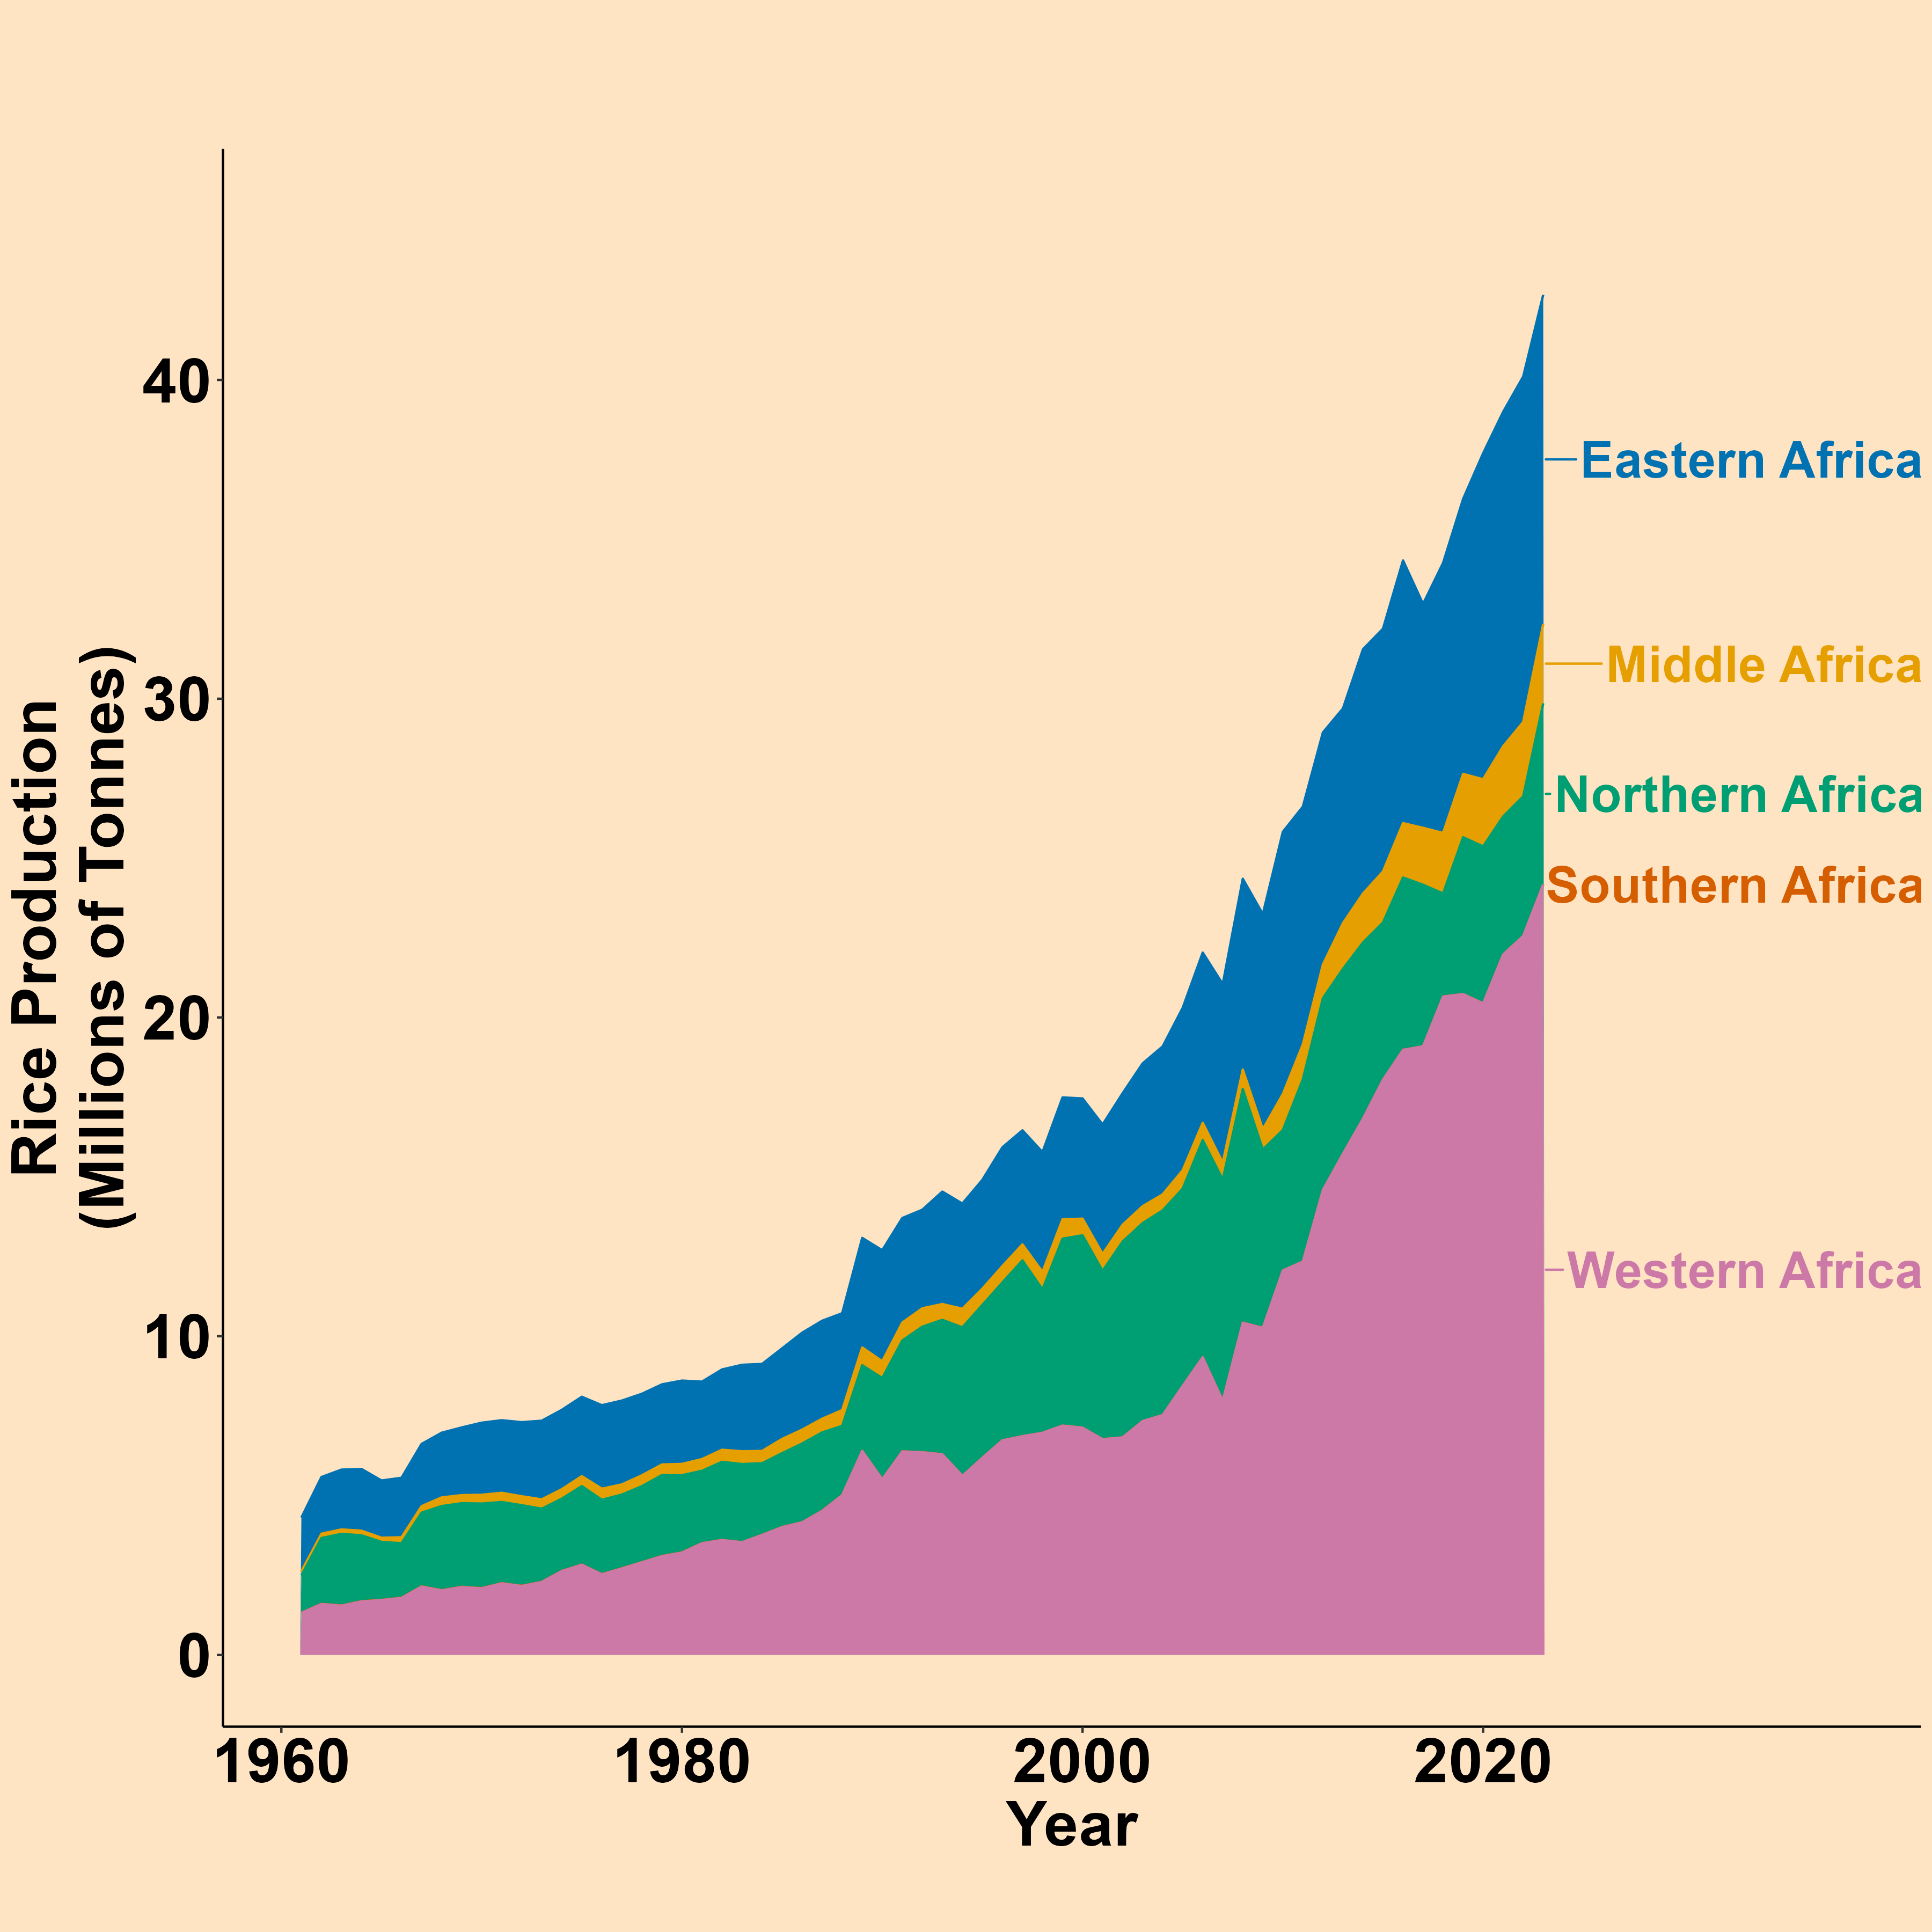 Rice Production
(Millions of Tonnes)
40
30
20
10
0
1960
1980
2000
2020
Year
Eastern Africa
Middle Africa
Northern Africa
Southern Africa
Western Africa